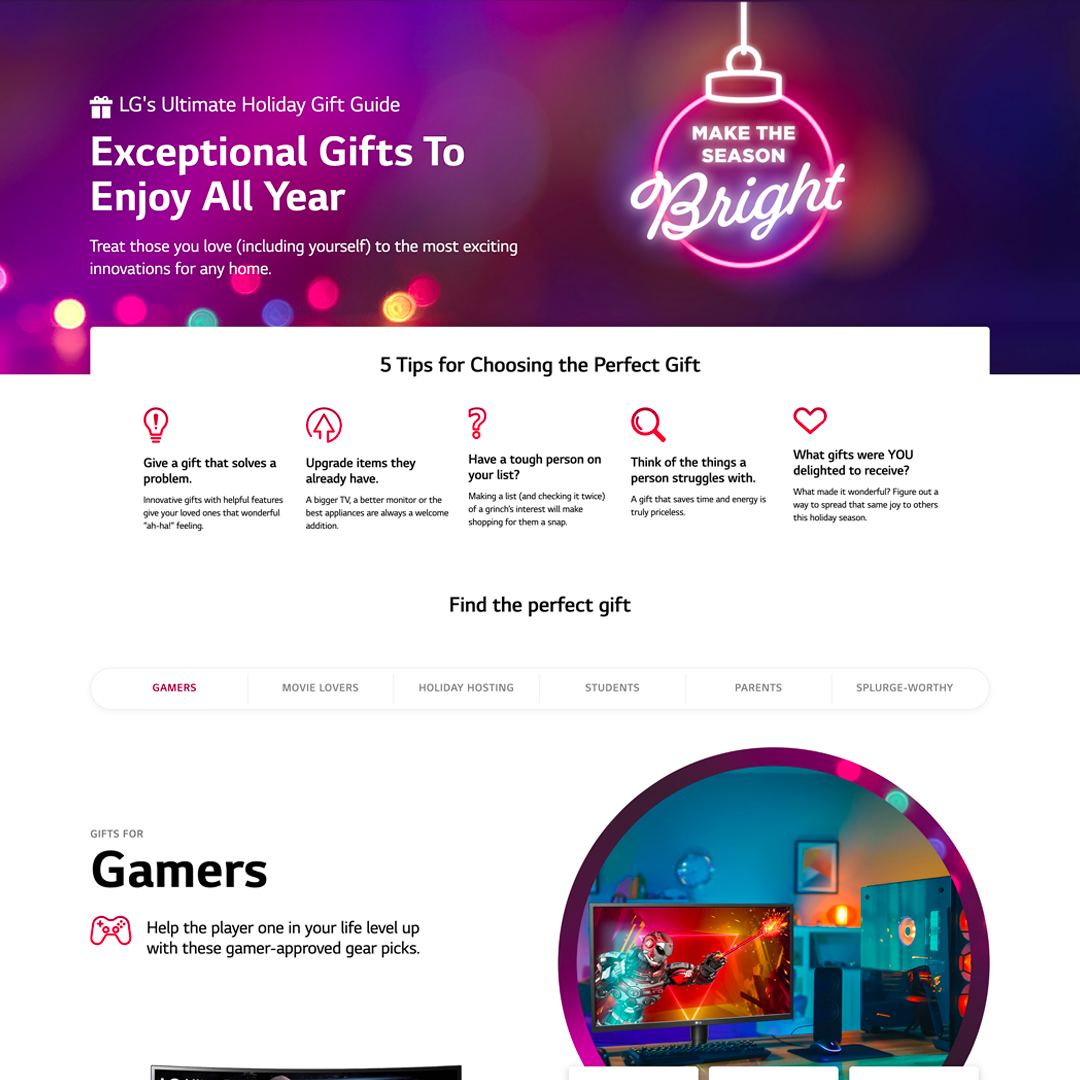 LG's Ultimate Holiday Gift Guide
Exceptional Gifts To
Enjoy All Year
Treat those you love (including yourself) to the most exciting
innovations for any home.
MAKE THE
SEASON
Bright
5 Tips for Choosing the Perfect Gift
Give a gift that solves a
problem.
Innovative gifts with helpful features
give your loved ones that wonderful
"ah-ha!" feeling.
Upgrade items they
already have.
A bigger TV, a better monitor or the
best appliances are always a welcome
addition.
Have a tough person on
your list?
Making a list (and checking it twice)
of a grinch's interest will make
shopping for them a snap.
Think of the things a
person struggles with.
A gift that saves time and energy is
truly priceless.
What gifts were YOU
delighted to receive?
What made it wonderful? Figure out a
way to spread that same joy to others
this holiday season.
Find the perfect gift
GAMERS
MOVIE LOVERS
HOLIDAY HOSTING
STUDENTS
PARENTS
SPLURGE-WORTHY
GIFTS FOR
Gamers
Help the player one in your life level up
with these gamer-approved gear picks.